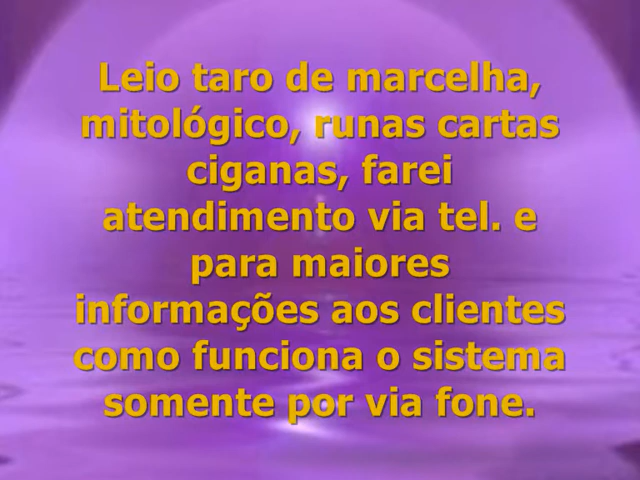 Leio taro de marcelha,
mitológico, runas cartas
ciganas, farei
atendimento via tel. e
para maiores
informações aos clientes
como funciona o sistema
somente por via fone.